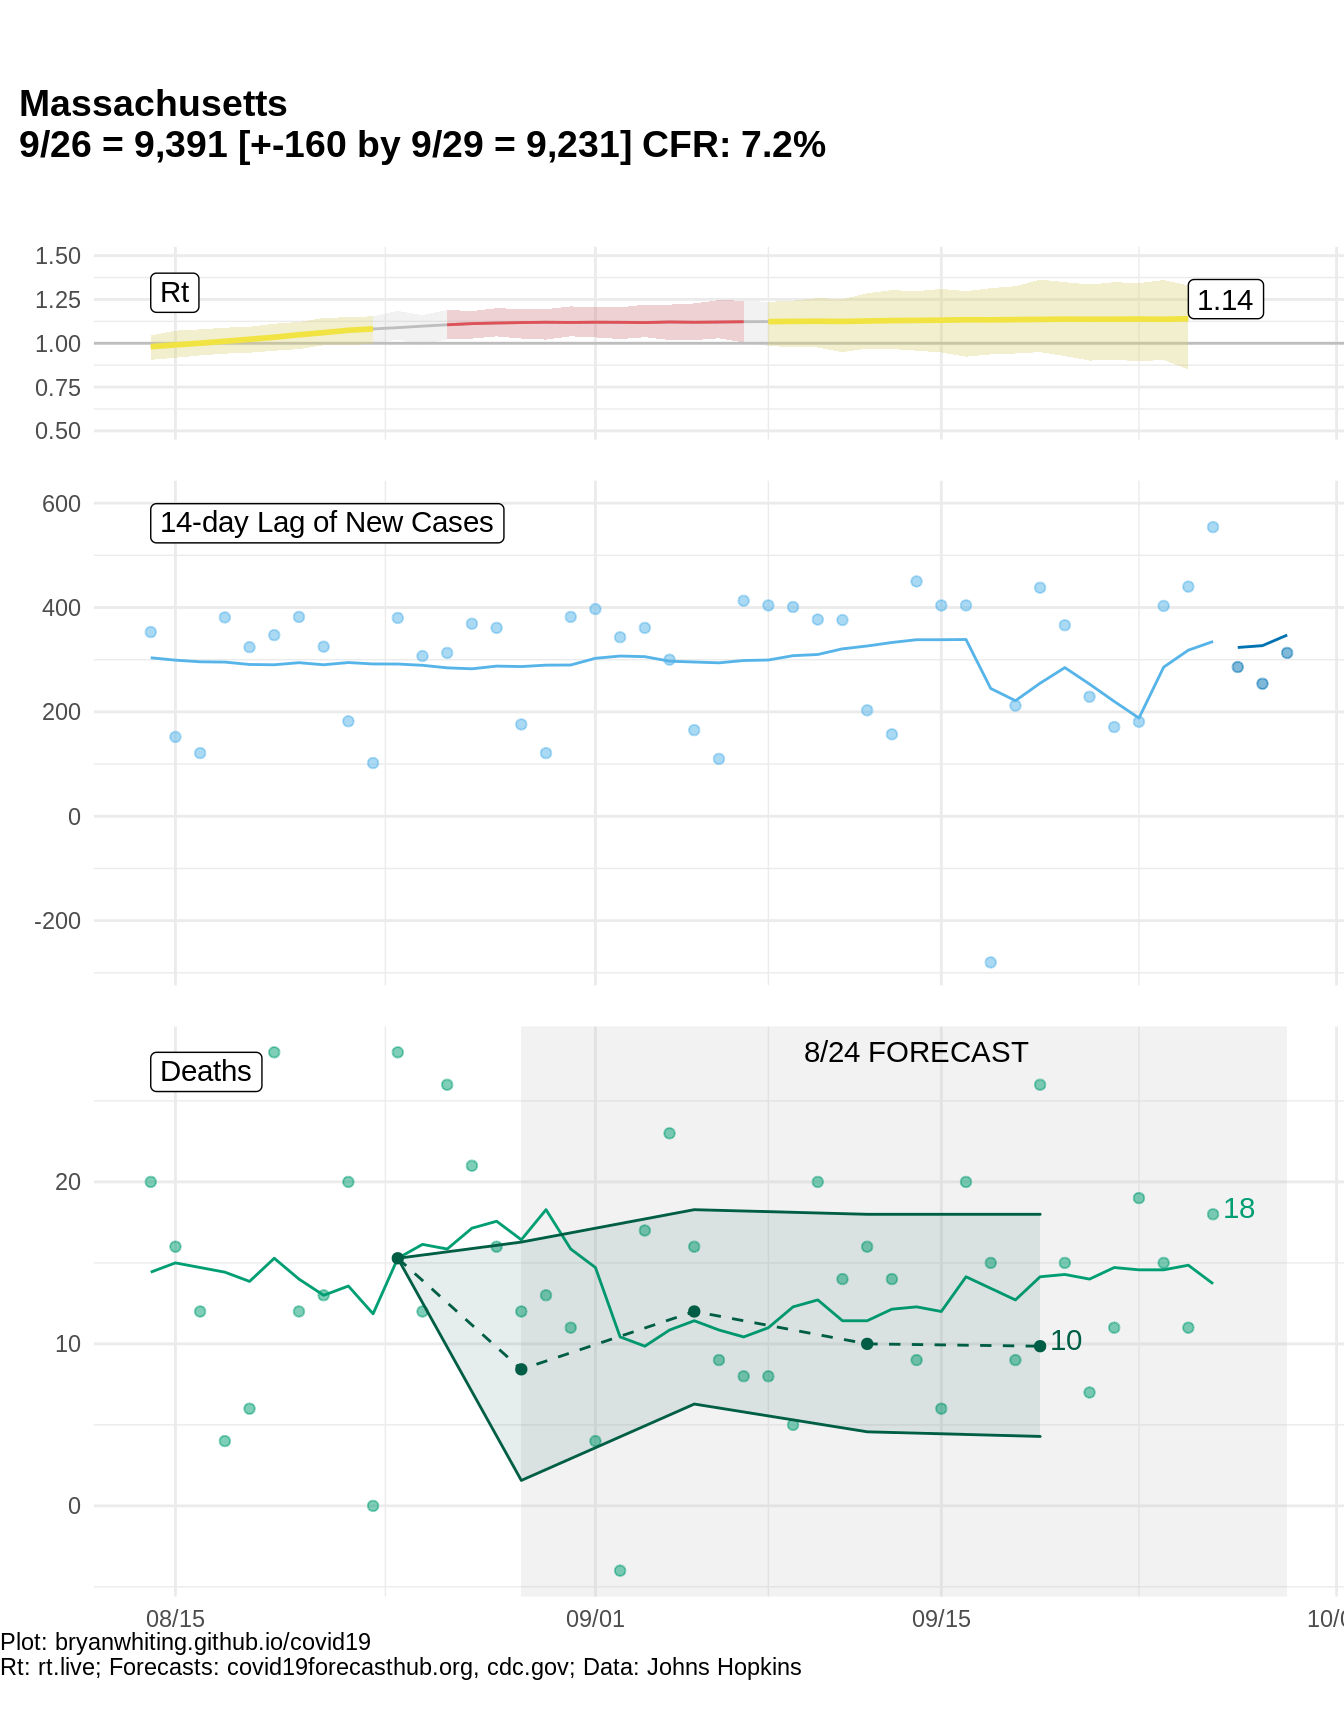 Massachusetts
9/26 = 9,391 [+-160 by 9/29 = 9,231] CFR: 7.2%
1.50
Rt
1.25
1.14
1.00
0.75
0.50
600
14-day Lag of New Cases
400
200
0
-200
8/24 FORECAST
Deaths
20
18
10
10
0
08/15 09/01 09/15
Plot: bryanwhiting.github.io/covid19
Rt: rt.live; Forecasts: covid19forecasthub.org, cdc.gov; Data: Johns Hopkins